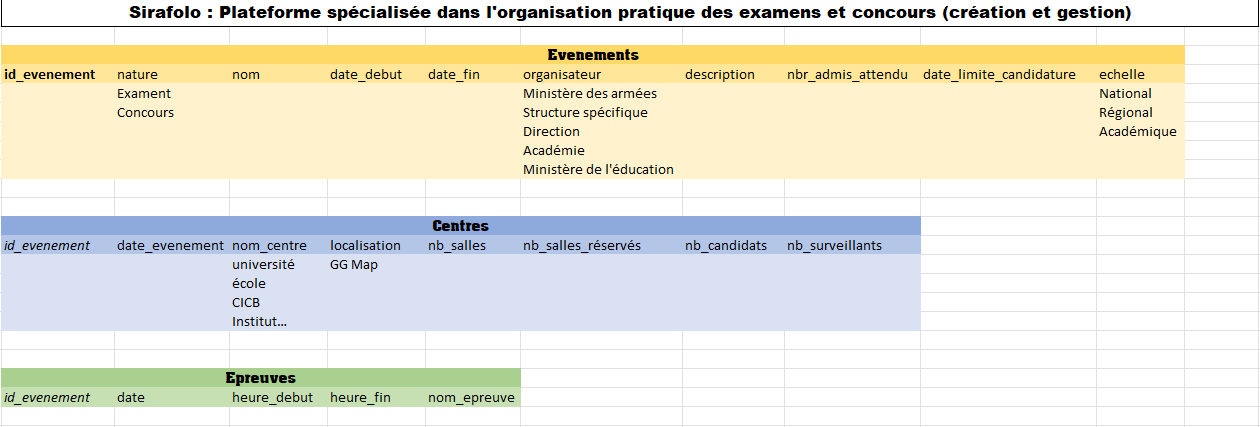 Sirafolo : Plateforme spécialisée dans l'organisation pratique des examens et concours (création et gestion)
Evenements
id_evenement nature nom date_debut date_fin organisateur description nbr_admis_attendu date_limite_candidature echelle
Exament Ministère des armées National
Concours Structure spécifique Régional
Direction Académique
Académie
Ministère de l'éducation
Centres
id_evenement date_evenement nom_centre localisation nb_salles nb_salles_réservés nb_candidats nb_surveillants
université GG Map
école
CICB
Institut...
Epreuves
id_evenement date heure_debut heure_fin nom_epreuve